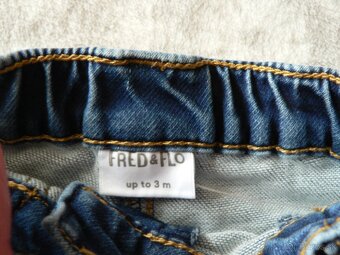 FRED & FLO
up to 3 m